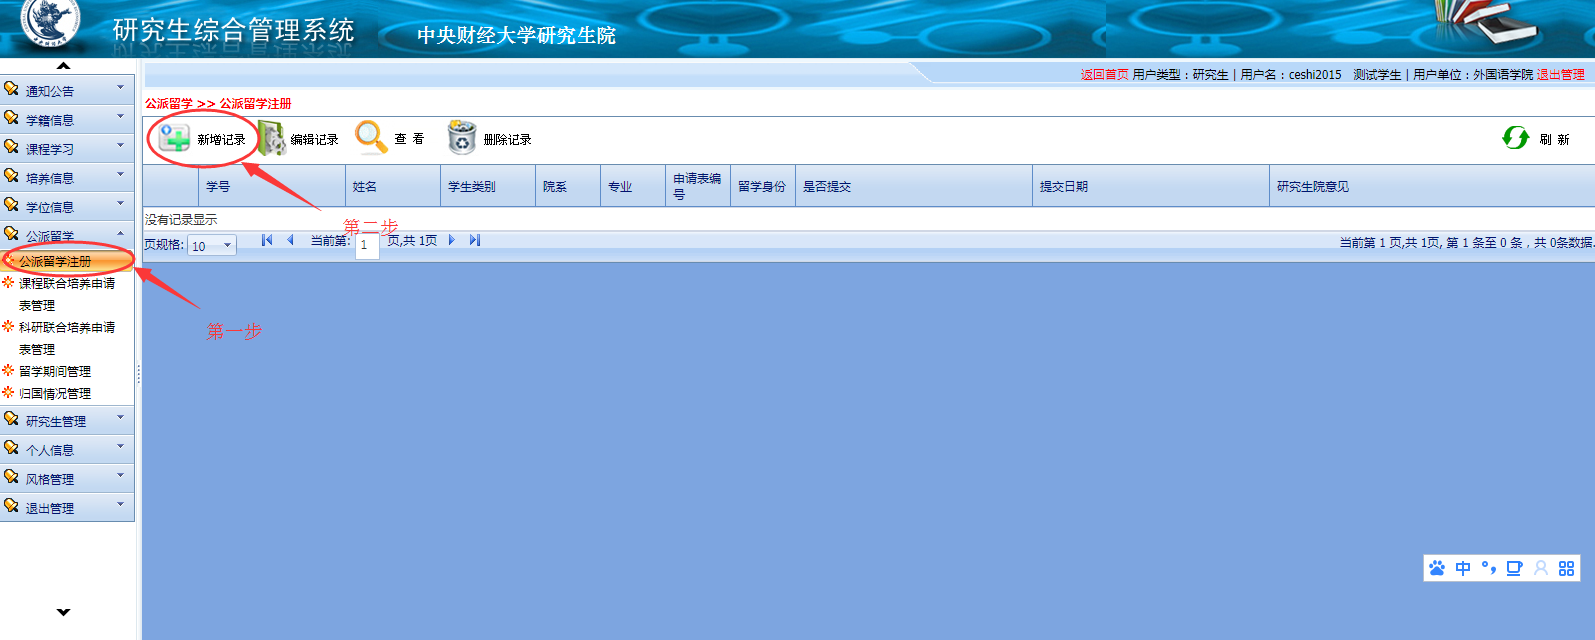 研究生综合管理系统
中央财经大学研究生院
返回首页 用户类型：研究生 | 用户名：ceshi2015 测试学生 | 用户单位：外国语学院 退出管理
通知公告
学籍信息
课程学习
培养信息
学位信息
公派留学
公派留学注册
课程联合培养申请
表管理
科研联合培养申请
表管理
留学期间管理
归国情况管理
研究生管理
个人信息
风格管理
退出管理
公派留学 >> 公派留学注册
新增记录 编辑记录 查 看 删除记录 刷 新
学号 姓名 学生类别 院系 专业 申请表编号 留学身份 是否提交 提交日期 研究生院意见
没有记录显示
第二步
页规格: 10 当前第: 1 页,共 1页 当前第 1 页,共 1页, 第 1 条至 0 条，共 0条数据.
第一步
中